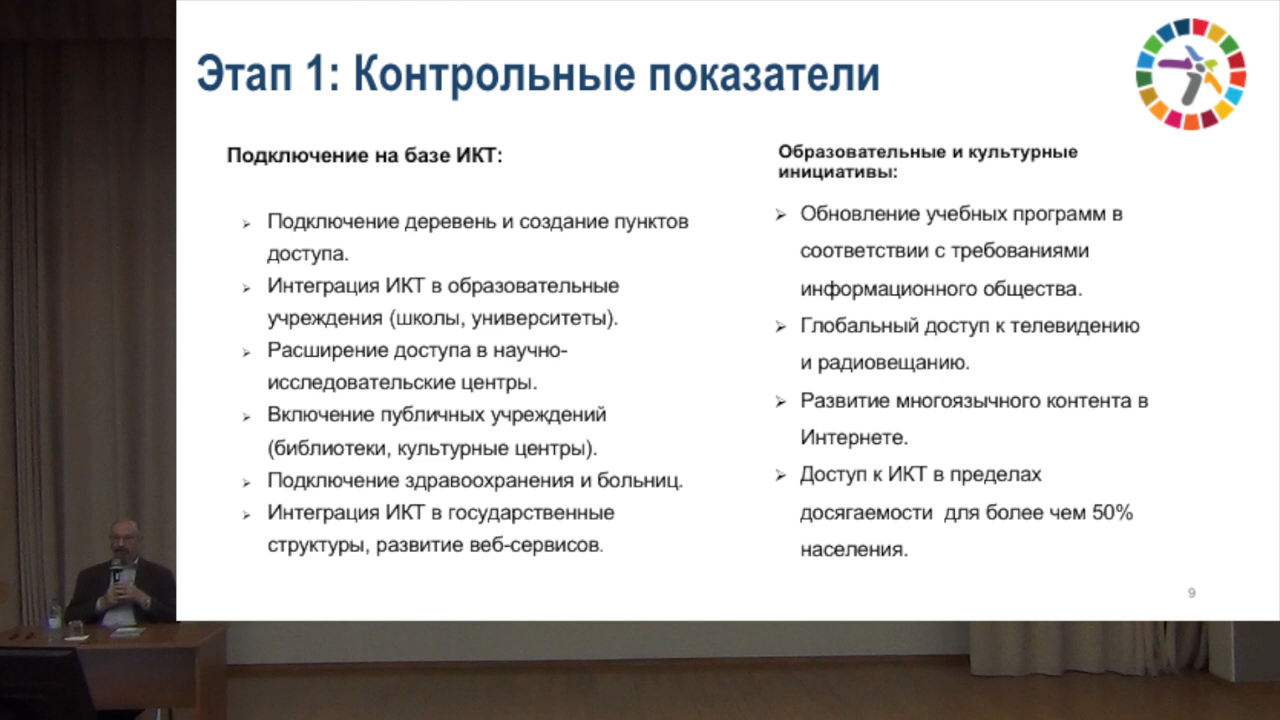 Этап 1: Контрольные показатели
Подключение на базе ИКТ:
Подключение деревень и создание пунктов
доступа.
Интеграция ИКТ в образовательные
учреждения (школы, университеты).
Расширение доступа в научно-
исследовательские центры.
Включение публичных учреждений
(библиотеки, культурные центры).
Подключение здравоохранения и больниц.
Интеграция ИКТ в государственные
структуры, развитие веб-сервисов.
Образовательные и культурные
инициативы:
Обновление учебных программ в
соответствии с требованиями
информационного общества.
Глобальный доступ к телевидению
и радиовещанию.
Развитие многоязычного контента в
Интернете.
Доступ к ИКТ в пределах
досягаемости для более чем 50%
населения.
9